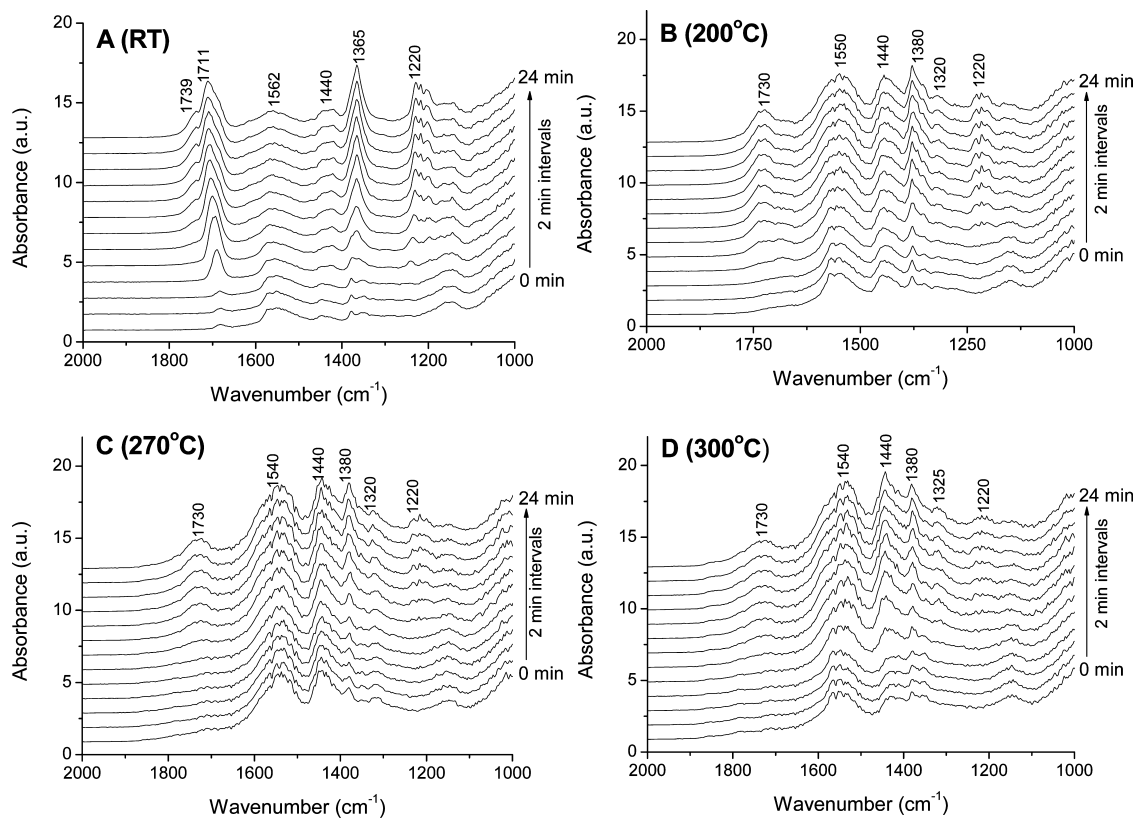 A (RT)
1739
1711
1562
1440
1365
1220
24 min
2 min intervals
0 min
20
15
10
5
0
2000 1800 1600 1400 1200 1000
Absorbance (a.u.)
Wavenumber (cm-1)
B (200oC)
1730
1550
1440
1380
1320
1220
24 min
2 min intervals
0 min
20
15
10
5
0
2000 1750 1500 1250 1000
Absorbance (a.u.)
Wavenumber (cm-1)
C (270oC)
1730
1540
1440
1380
1320
1220
24 min
2 min intervals
0 min
20
15
10
5
0
2000 1800 1600 1400 1200 1000
Absorbance (a.u.)
Wavenumber (cm-1)
D (300oC)
1730
1540
1440
1380
1325
1220
24 min
2 min intervals
0 min
20
15
10
5
0
2000 1800 1600 1400 1200 1000
Absorbance (a.u.)
Wavenumber (cm-1)